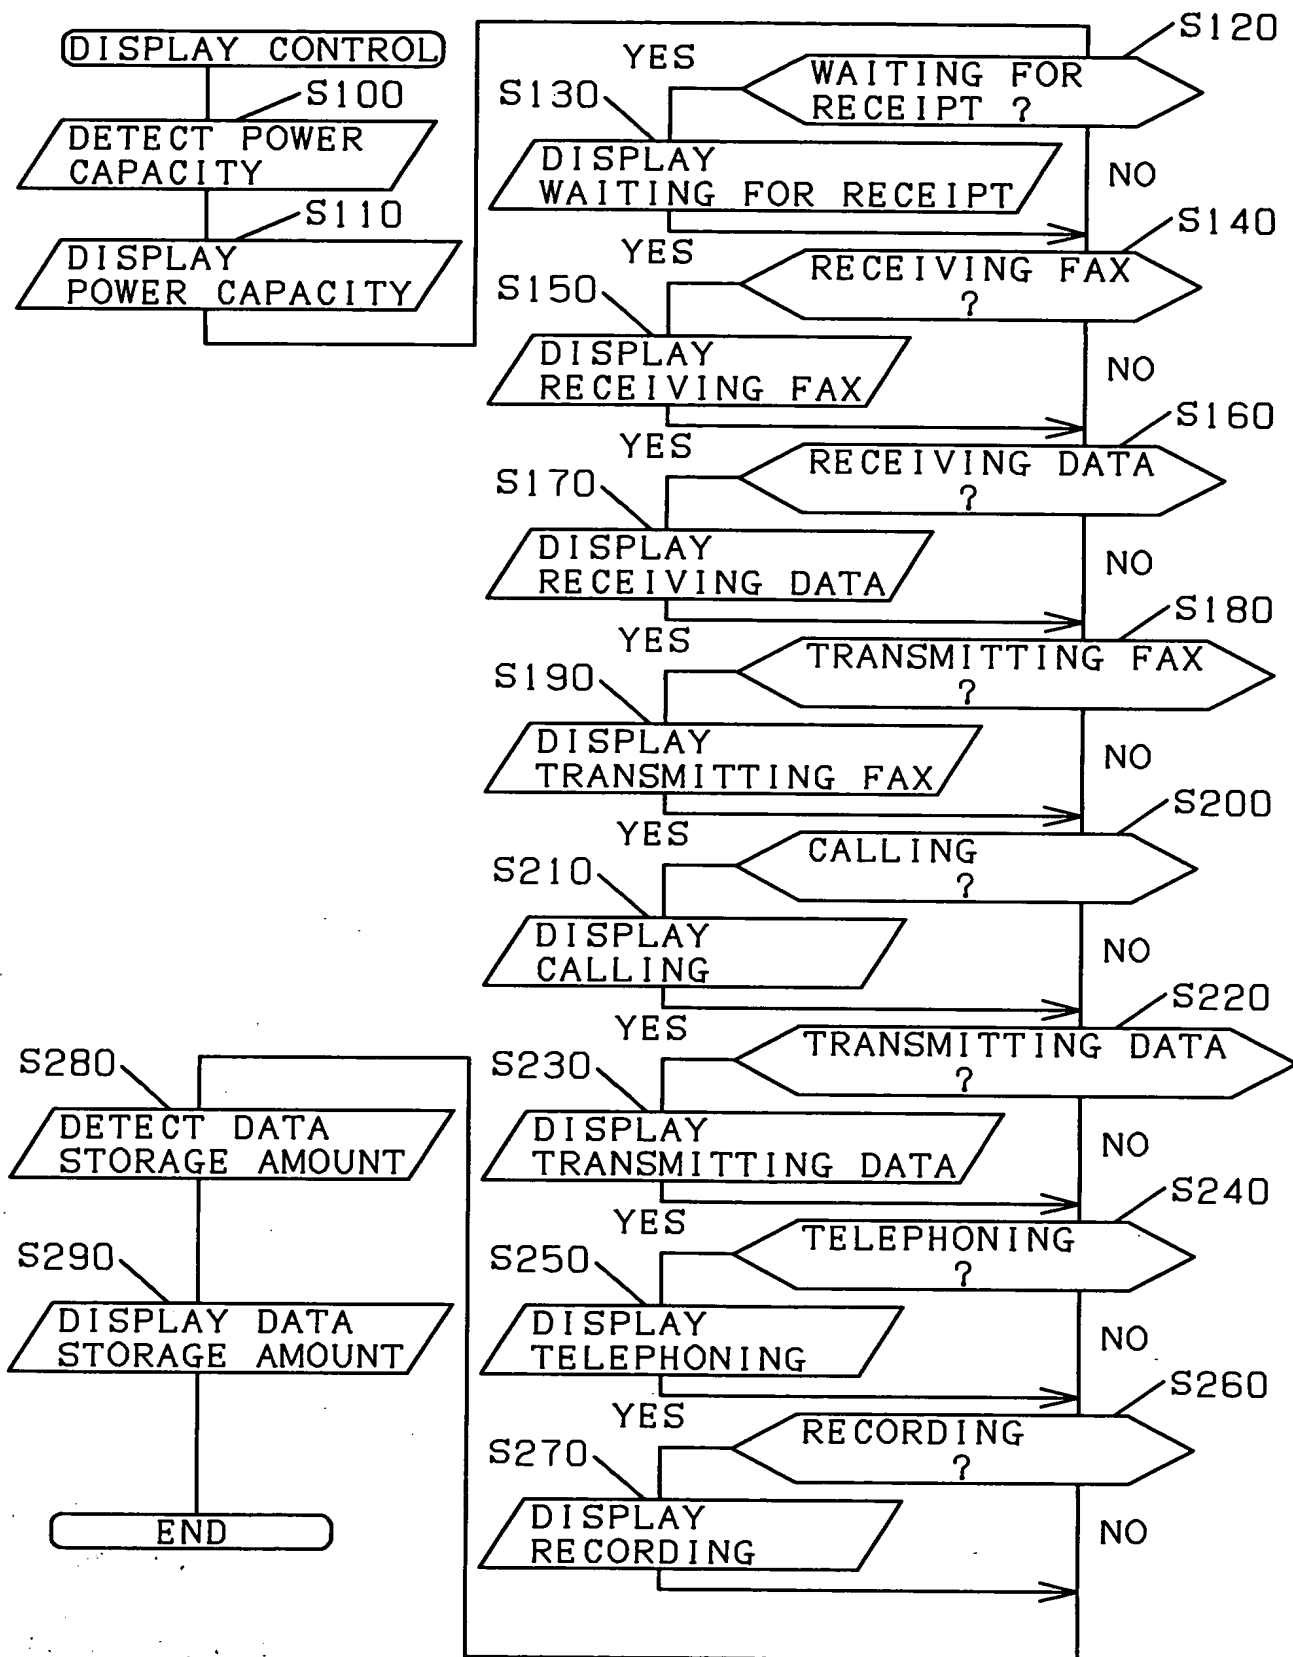 DISPLAY CONTROL
S100
DETECT POWER
CAPACITY
S110
DISPLAY
POWER CAPACITY
S120
WAITING FOR
RECEIPT ?
YES
NO
S130
DISPLAY
WAITING FOR RECEIPT
S140
RECEIVING FAX
?
YES
NO
S150
DISPLAY
RECEIVING FAX
S160
RECEIVING DATA
?
YES
NO
S170
DISPLAY
RECEIVING DATA
S180
TRANSMITTING FAX
?
YES
NO
S190
DISPLAY
TRANSMITTING FAX
S200
CALLING
?
YES
NO
S210
DISPLAY
CALLING
S220
TRANSMITTING DATA
?
YES
NO
S230
DISPLAY
TRANSMITTING DATA
S240
TELEPHONING
?
YES
NO
S250
DISPLAY
TELEPHONING
S260
RECORDING
?
YES
NO
S270
DISPLAY
RECORDING
S280
DETECT DATA
STORAGE AMOUNT
S290
DISPLAY DATA
STORAGE AMOUNT
END